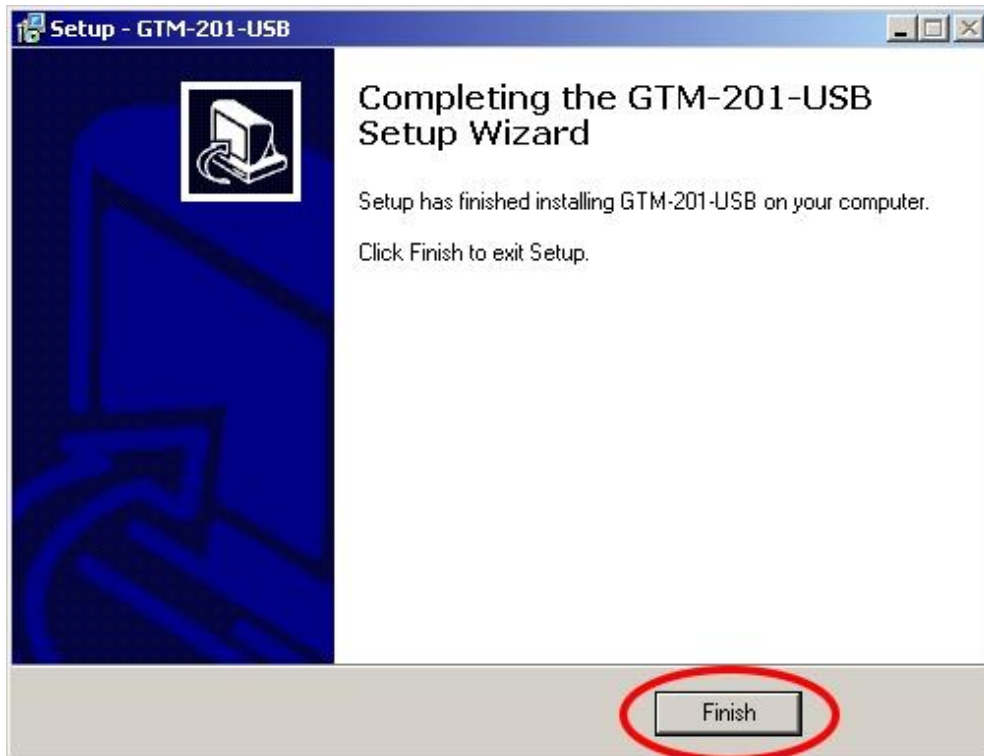 Setup - GTM-201-USB
Completing the GTM-201-USB
Setup Wizard
Setup has finished installing GTM-201-USB on your computer.
Click Finish to exit Setup.
Finish